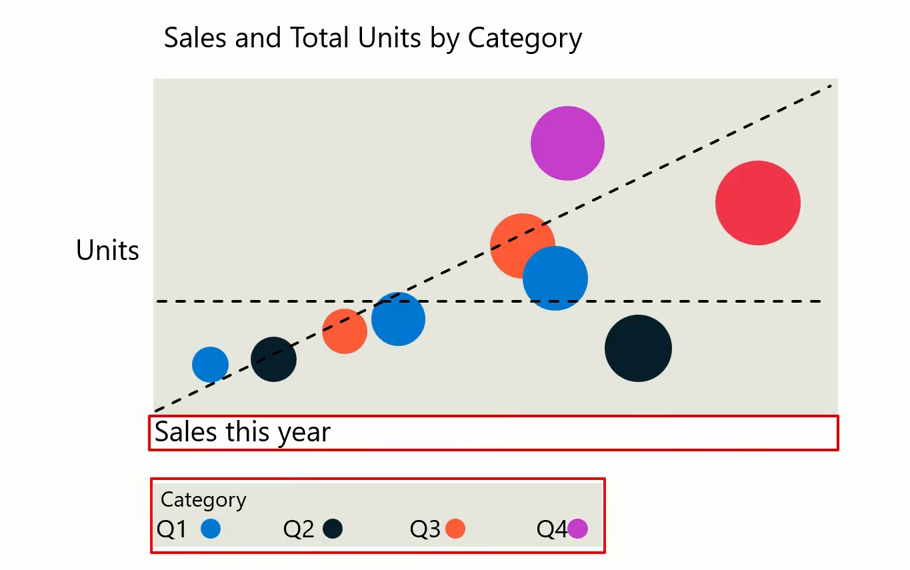 Sales and Total Units by Category
Units
Sales this year
Category
Q1 Q2 Q3 Q4